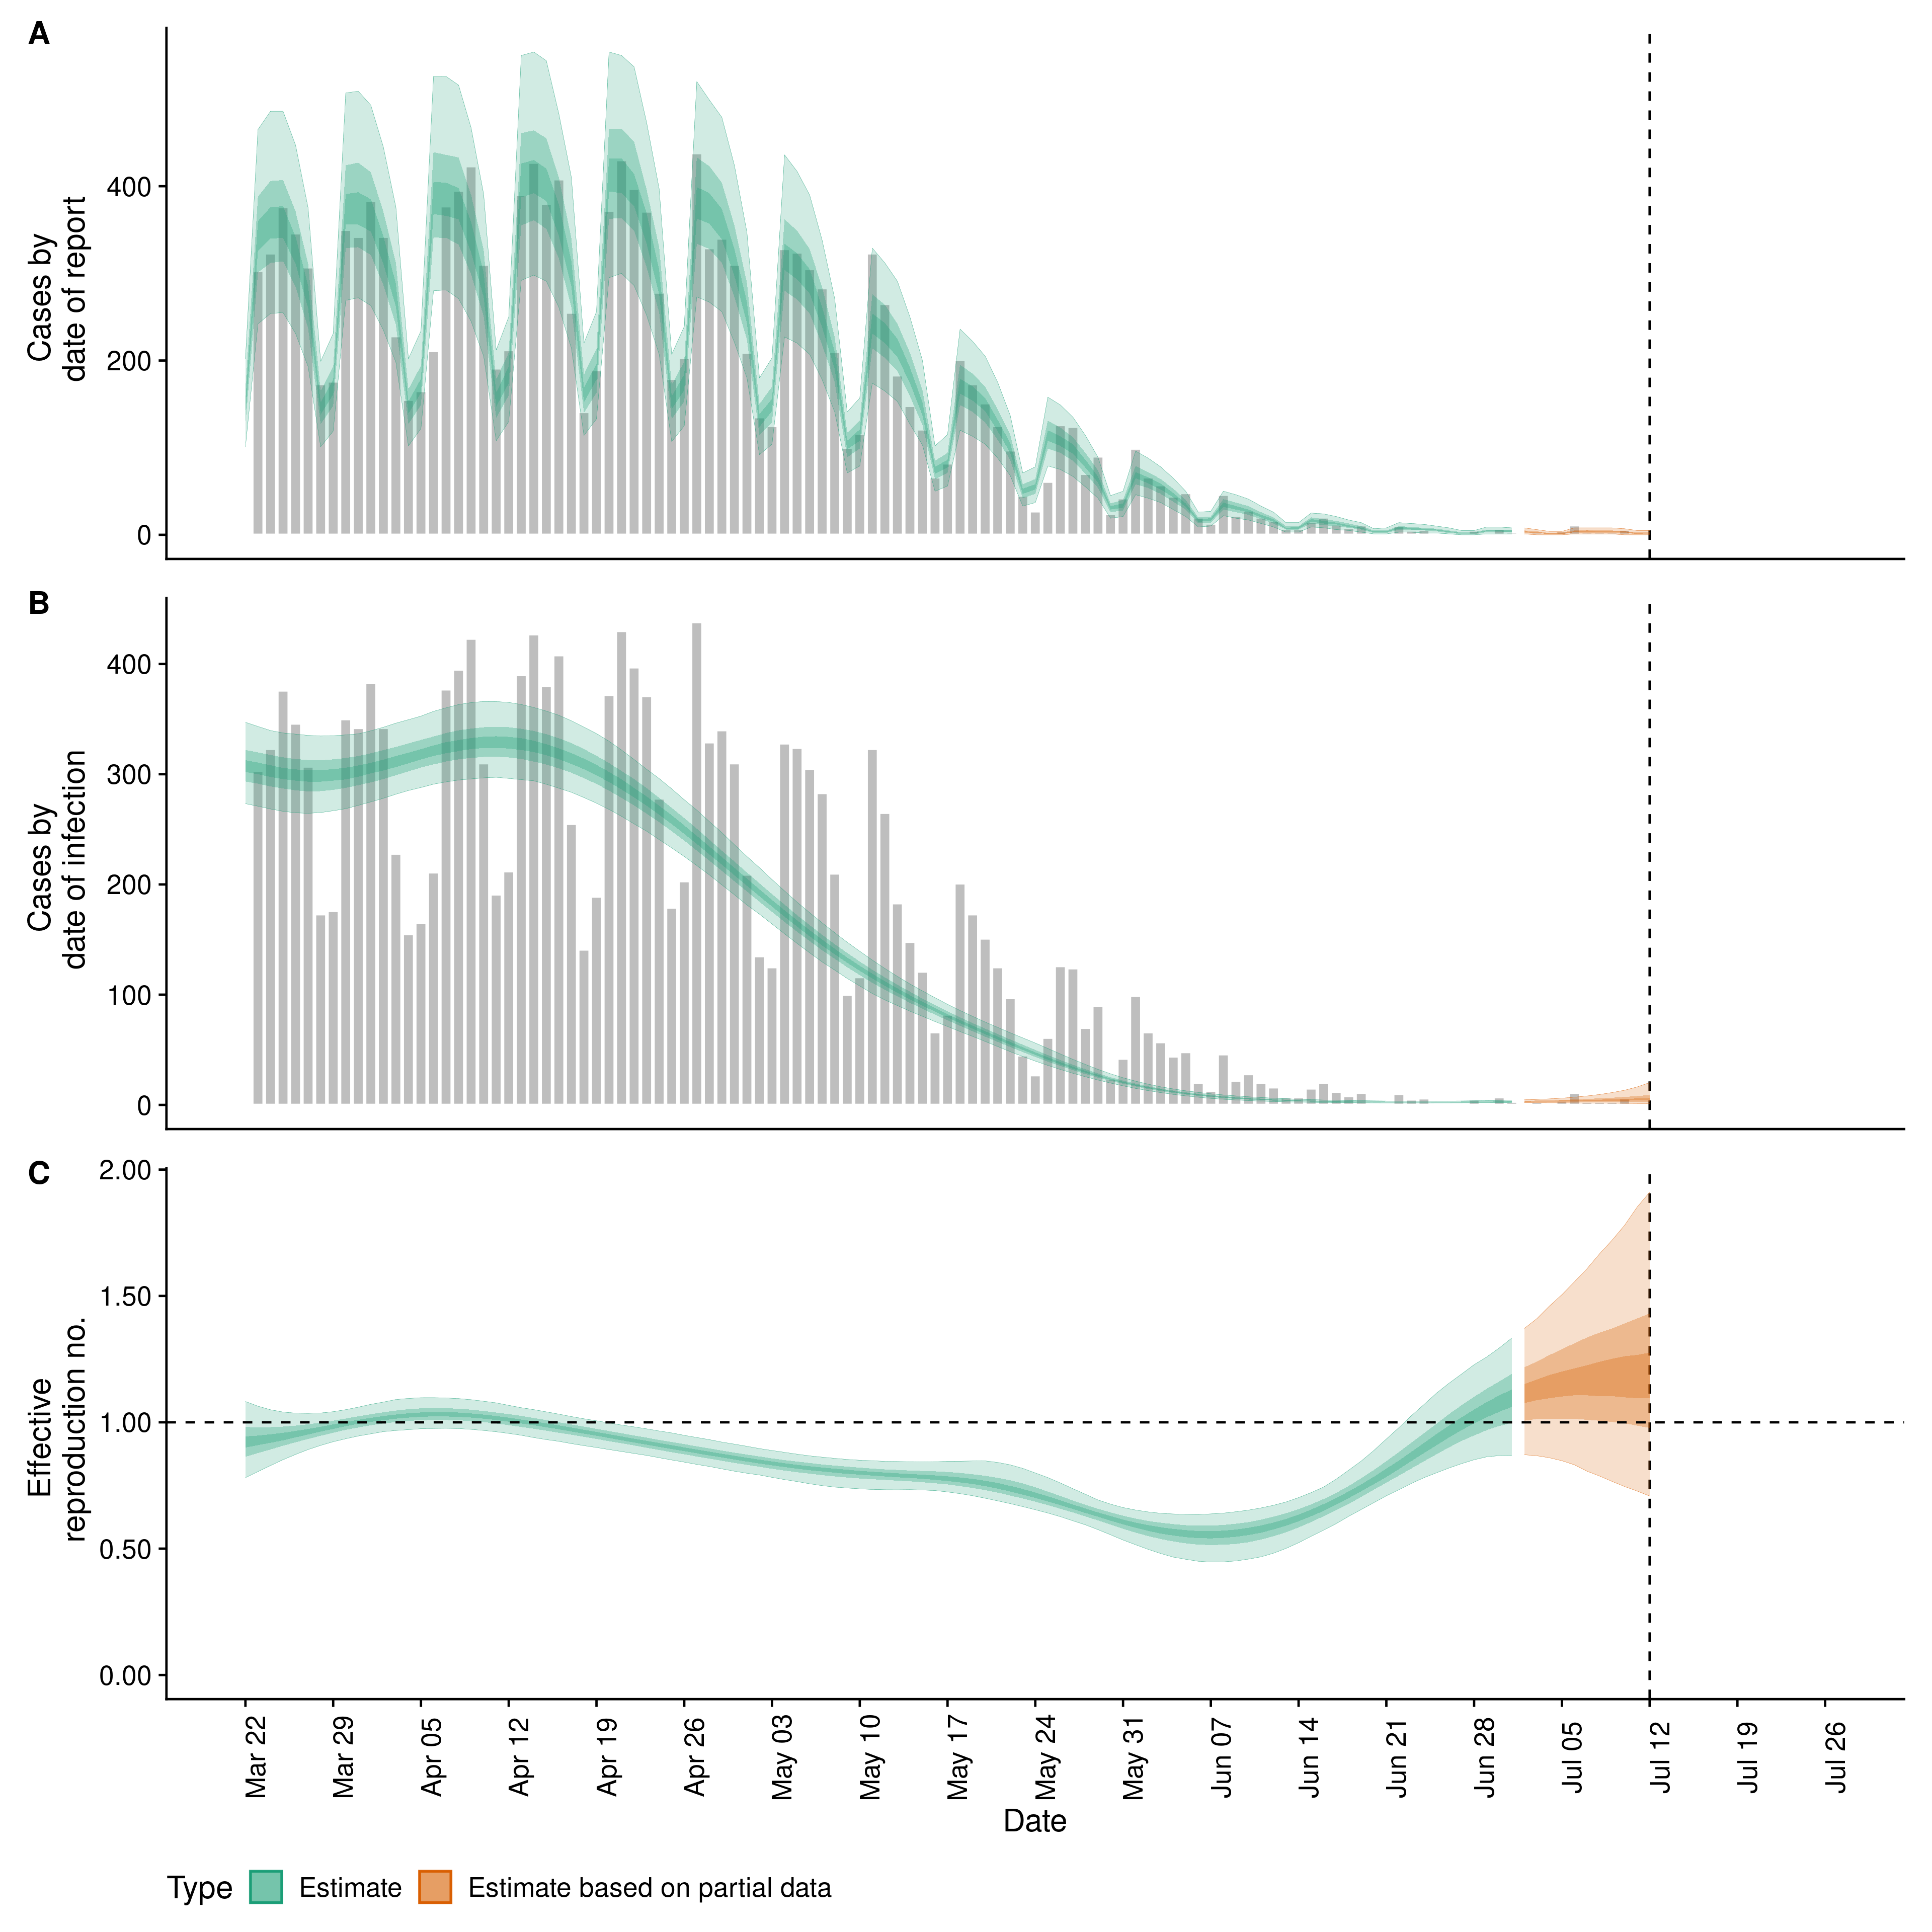 A
Cases by
date of report
400
200
0
B
Cases by
date of infection
400
300
200
100
0
C
Effective
reproduction no.
2.00
1.50
1.00
0.50
0.00
Mar 22
Mar 29
Apr 05
Apr 12
Apr 19
Apr 26
May 03
May 10
May 17
May 24
May 31
Jun 07
Jun 14
Jun 21
Jun 28
Jul 05
Jul 12
Jul 19
Jul 26
Date
Type Estimate Estimate based on partial data